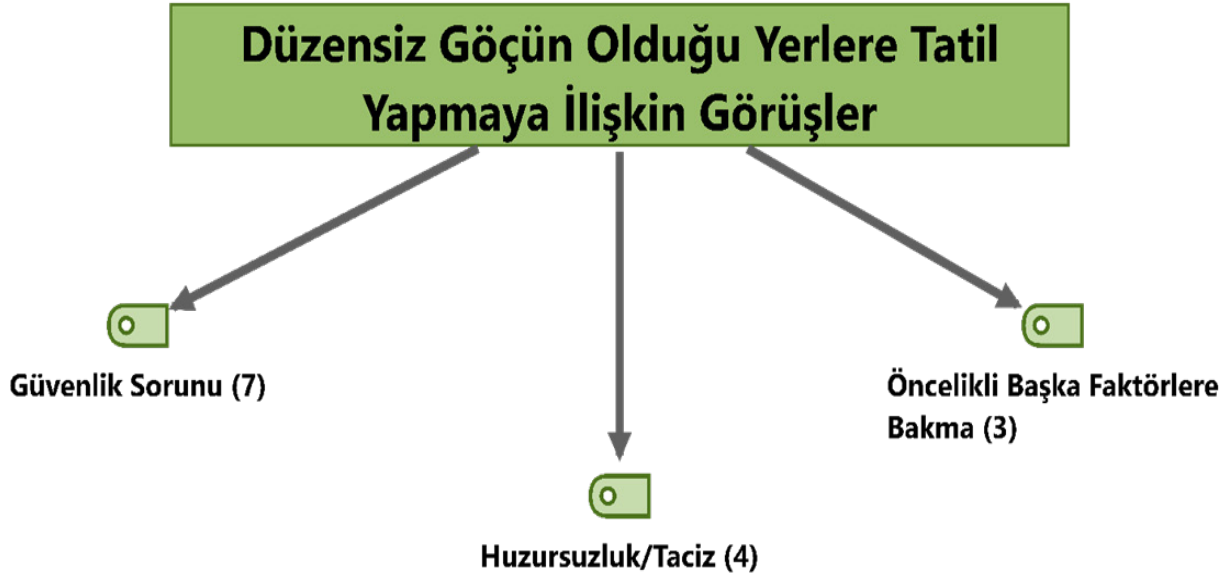 Düzensiz Göçün Olduğu Yerlere Tatil
Yapmaya İlişkin Görüşler
Güvenlik Sorunu (7)
Öncelikli Başka Faktörlere
Bakma (3)
Huzursuzluk/Taciz (4)